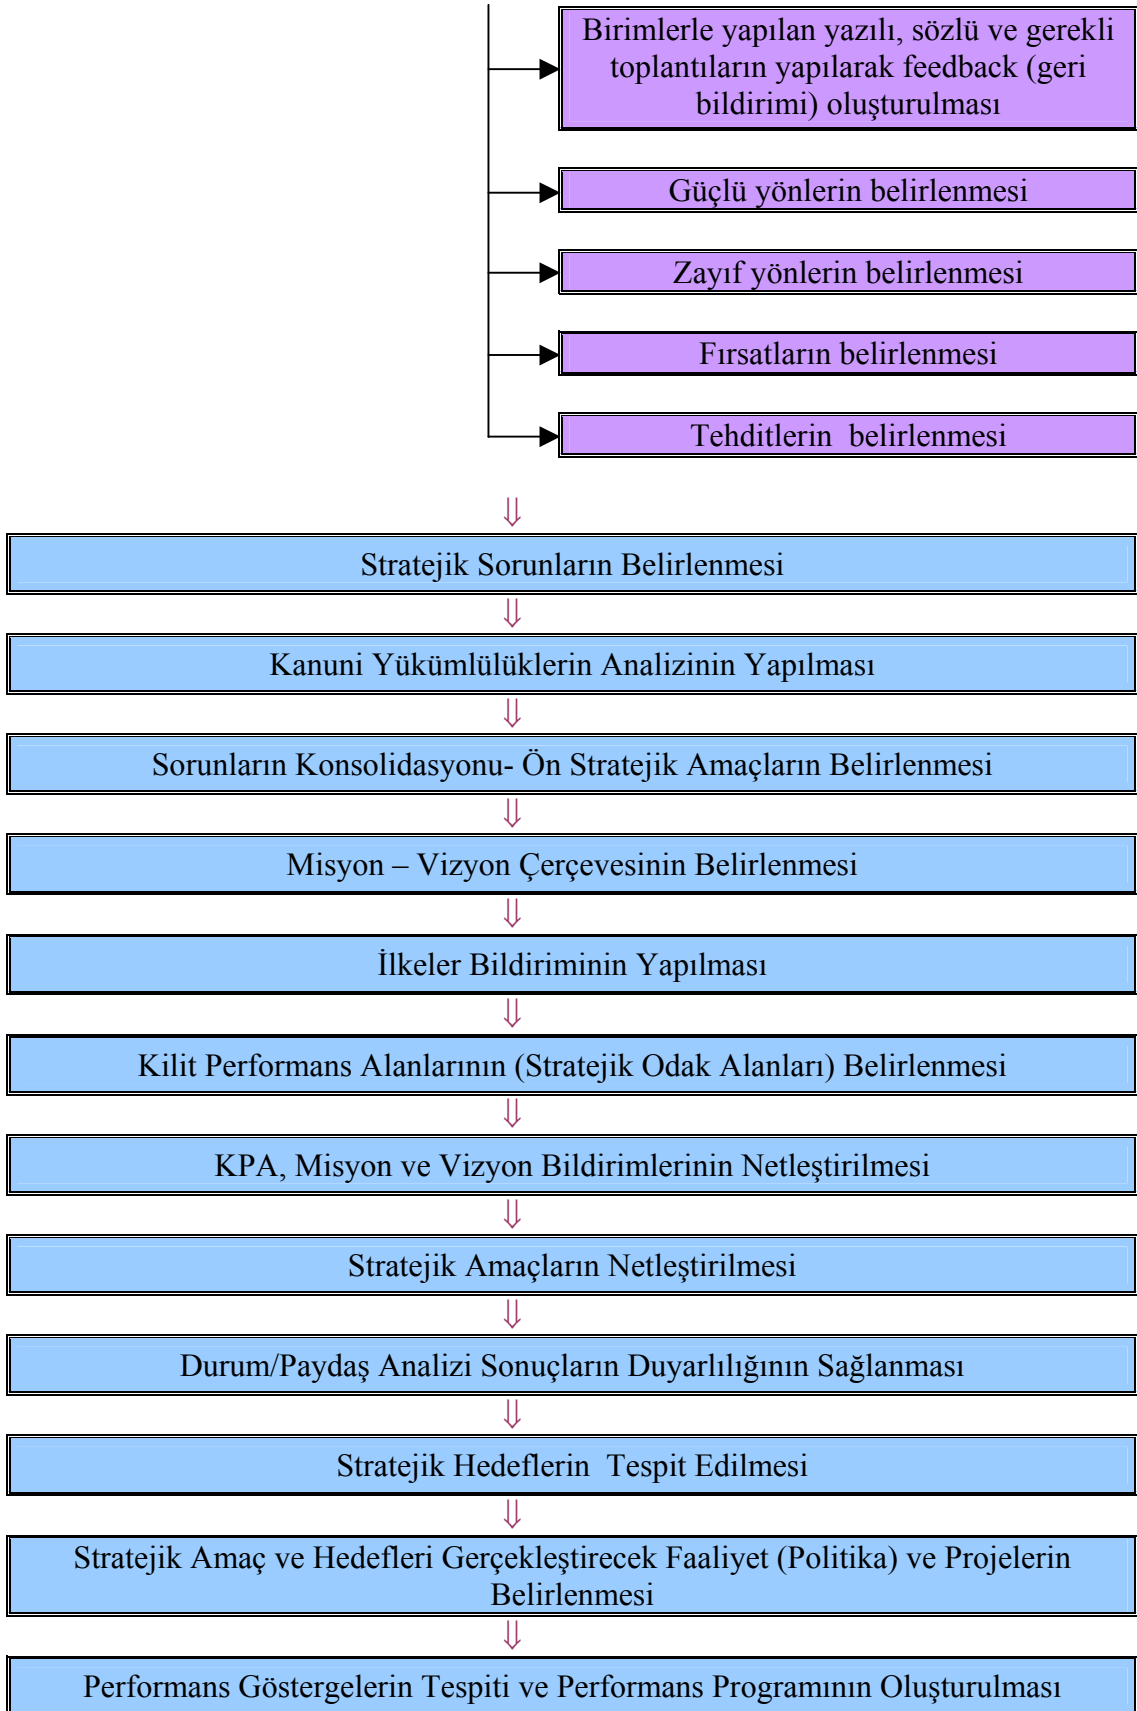 Birimlerle yapılan yazılı, sözlü ve gerekli
toplantıların yapılarak feedback (geri
bildirimi) oluşturulması
Güçlü yönlerin belirlenmesi
Zayıf yönlerin belirlenmesi
Fırsatların belirlenmesi
Tehditlerin  belirlenmesi
Stratejik Sorunların Belirlenmesi
Kanuni Yükümlülüklerin Analizinin Yapılması
Sorunların Konsolidasyonu- Ön Stratejik Amaçların Belirlenmesi
Misyon – Vizyon Çerçevesinin Belirlenmesi
İlkeler Bildiriminin Yapılması
Kilit Performans Alanlarının (Stratejik Odak Alanları) Belirlenmesi
KPA, Misyon ve Vizyon Bildirimlerinin Netleştirilmesi
Stratejik Amaçların Netleştirilmesi
Durum/Paydaş Analizi Sonuçların Duyarlılığının Sağlanması
Stratejik Hedeflerin  Tespit Edilmesi
Stratejik Amaç ve Hedefleri Gerçekleştirecek Faaliyet (Politika) ve Projelerin
Belirlenmesi
Performans Göstergelerin Tespiti ve Performans Programının Oluşturulması